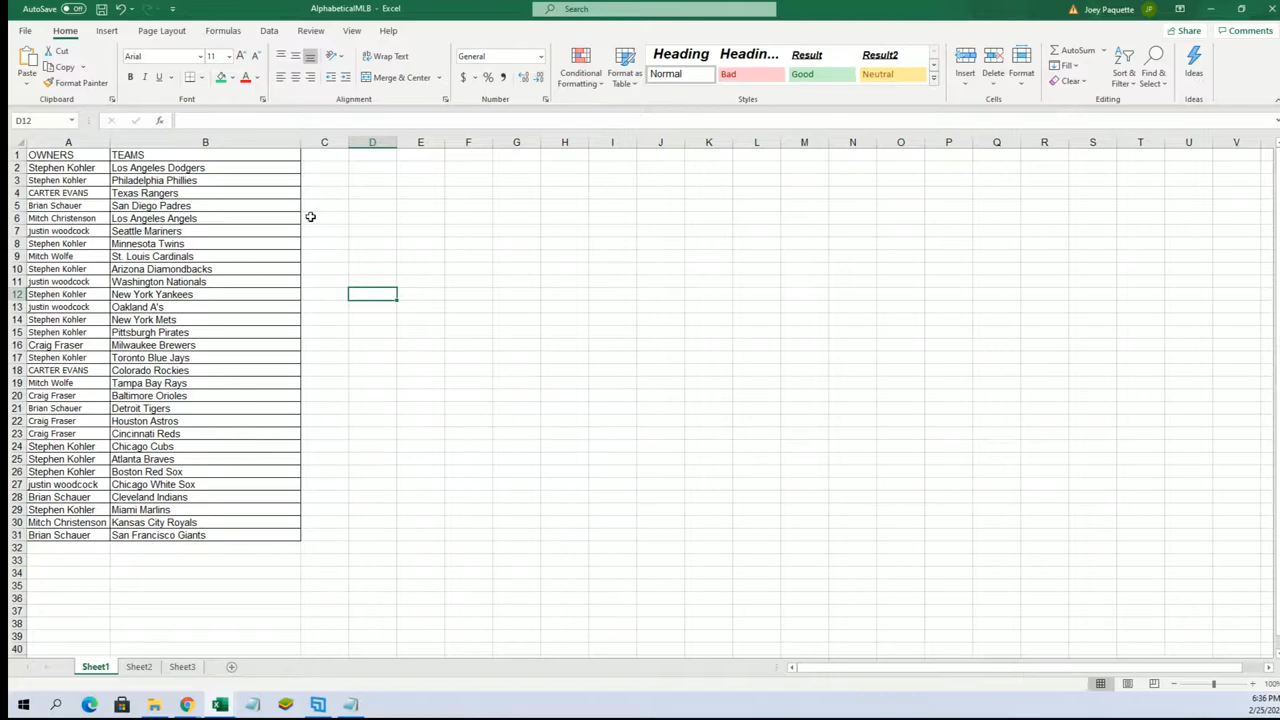 AutoSave Off AlphabeticalMLB - Excel Search Joey Paquette JP
File Home Insert Page Layout Formulas Data Review View Help Share Comments
Paste Cut Copy Format Painter Clipboard
Arial 11 A A B I U A Font
Wrap Text Merge & Center Alignment
General $ % 9 Number
Conditional Formatting Format as Table Heading Headin... Result Result2 Normal Bad Good Neutral Styles
Insert Delete Format Cells
AutoSum Fill Clear Sort & Filter Find & Select Editing
Ideas Ideas
D12 fx
A B C D E F G H I J K L M N O P Q R S T U V W
1 OWNERS TEAMS
2 Stephen Kohler Los Angeles Dodgers
3 Stephen Kohler Philadelphia Phillies
4 CARTER EVANS Texas Rangers
5 Brian Schauer San Diego Padres
6 Mitch Christenson Los Angeles Angels
7 justin woodcock Seattle Mariners
8 Stephen Kohler Minnesota Twins
9 Mitch Wolfe St. Louis Cardinals
10 Stephen Kohler Arizona Diamondbacks
11 justin woodcock Washington Nationals
12 Stephen Kohler New York Yankees
13 justin woodcock Oakland A's
14 Stephen Kohler New York Mets
15 Stephen Kohler Pittsburgh Pirates
16 Craig Fraser Milwaukee Brewers
17 Stephen Kohler Toronto Blue Jays
18 CARTER EVANS Colorado Rockies
19 Mitch Wolfe Tampa Bay Rays
20 Craig Fraser Baltimore Orioles
21 Brian Schauer Detroit Tigers
22 Craig Fraser Houston Astros
23 Craig Fraser Cincinnati Reds
24 Stephen Kohler Chicago Cubs
25 Stephen Kohler Atlanta Braves
26 Stephen Kohler Boston Red Sox
27 justin woodcock Chicago White Sox
28 Brian Schauer Cleveland Indians
29 Stephen Kohler Miami Marlins
30 Mitch Christenson Kansas City Royals
31 Brian Schauer San Francisco Giants
32
33
34
35
36
37
38
39
40
Sheet1 Sheet2 Sheet3
100%
6:36 PM
2/25/202